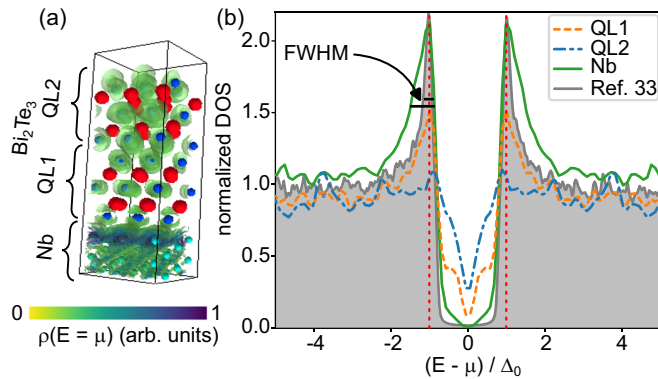 (a)
QL2
Bi₂Te₃
QL1
Nb
0 1
ρ(E = μ) (arb. units)
(b)
FWHM
QL1
QL2
Nb
Ref. 33
normalized DOS
2.0
1.5
1.0
0.5
0.0
-4 -2 0 2 4
(E - μ) / Δ₀